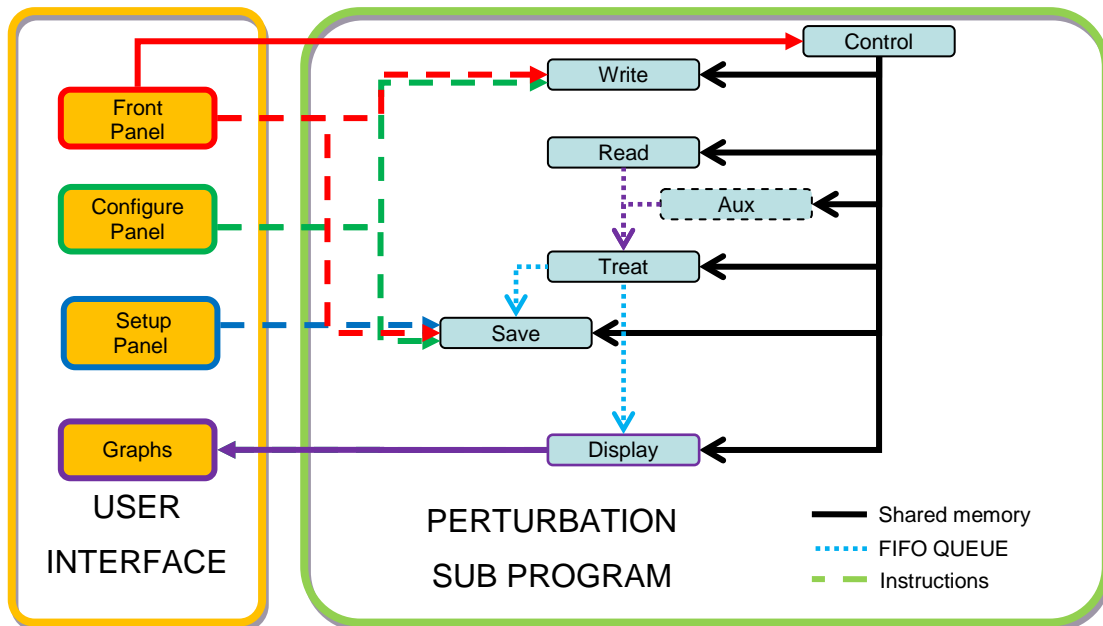 Control
Write
Front
Panel
Read
Configure
Panel
Aux
Treat
Setup
Panel
Save
Graphs
Display
USER
INTERFACE
PERTURBATION
SUB PROGRAM
Shared memory
FIFO QUEUE
Instructions